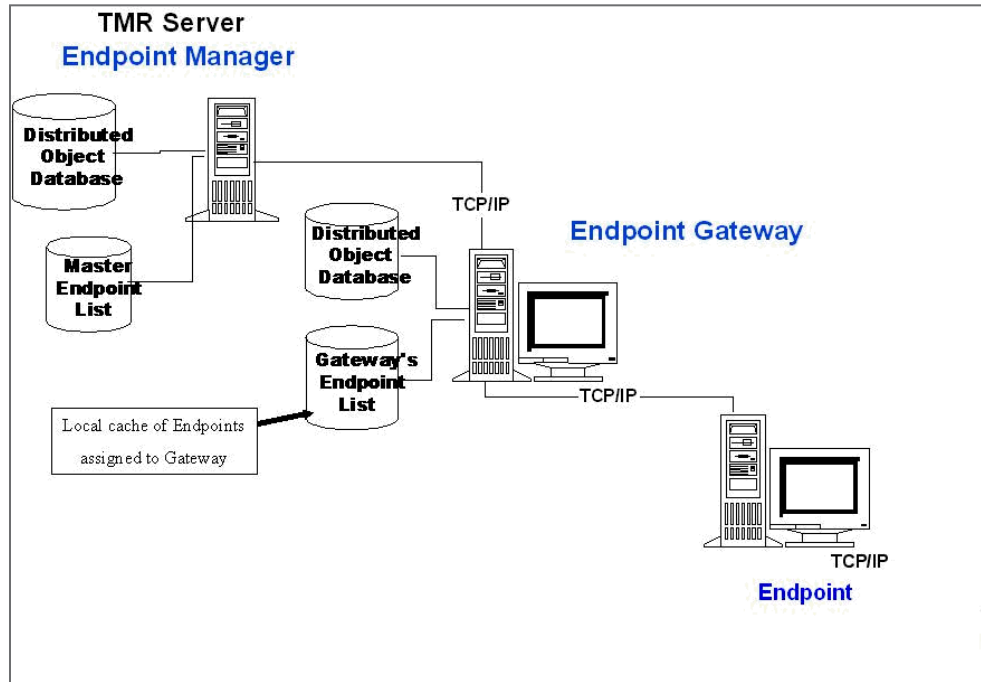 TMR Server
Endpoint Manager
Distributed
Object
Database
Master
Endpoint
List
TCP/IP
Distributed
Object
Database
Endpoint Gateway
Gateway's
Endpoint
List
Local cache of Endpoints
assigned to Gateway
TCP/IP
TCP/IP
Endpoint